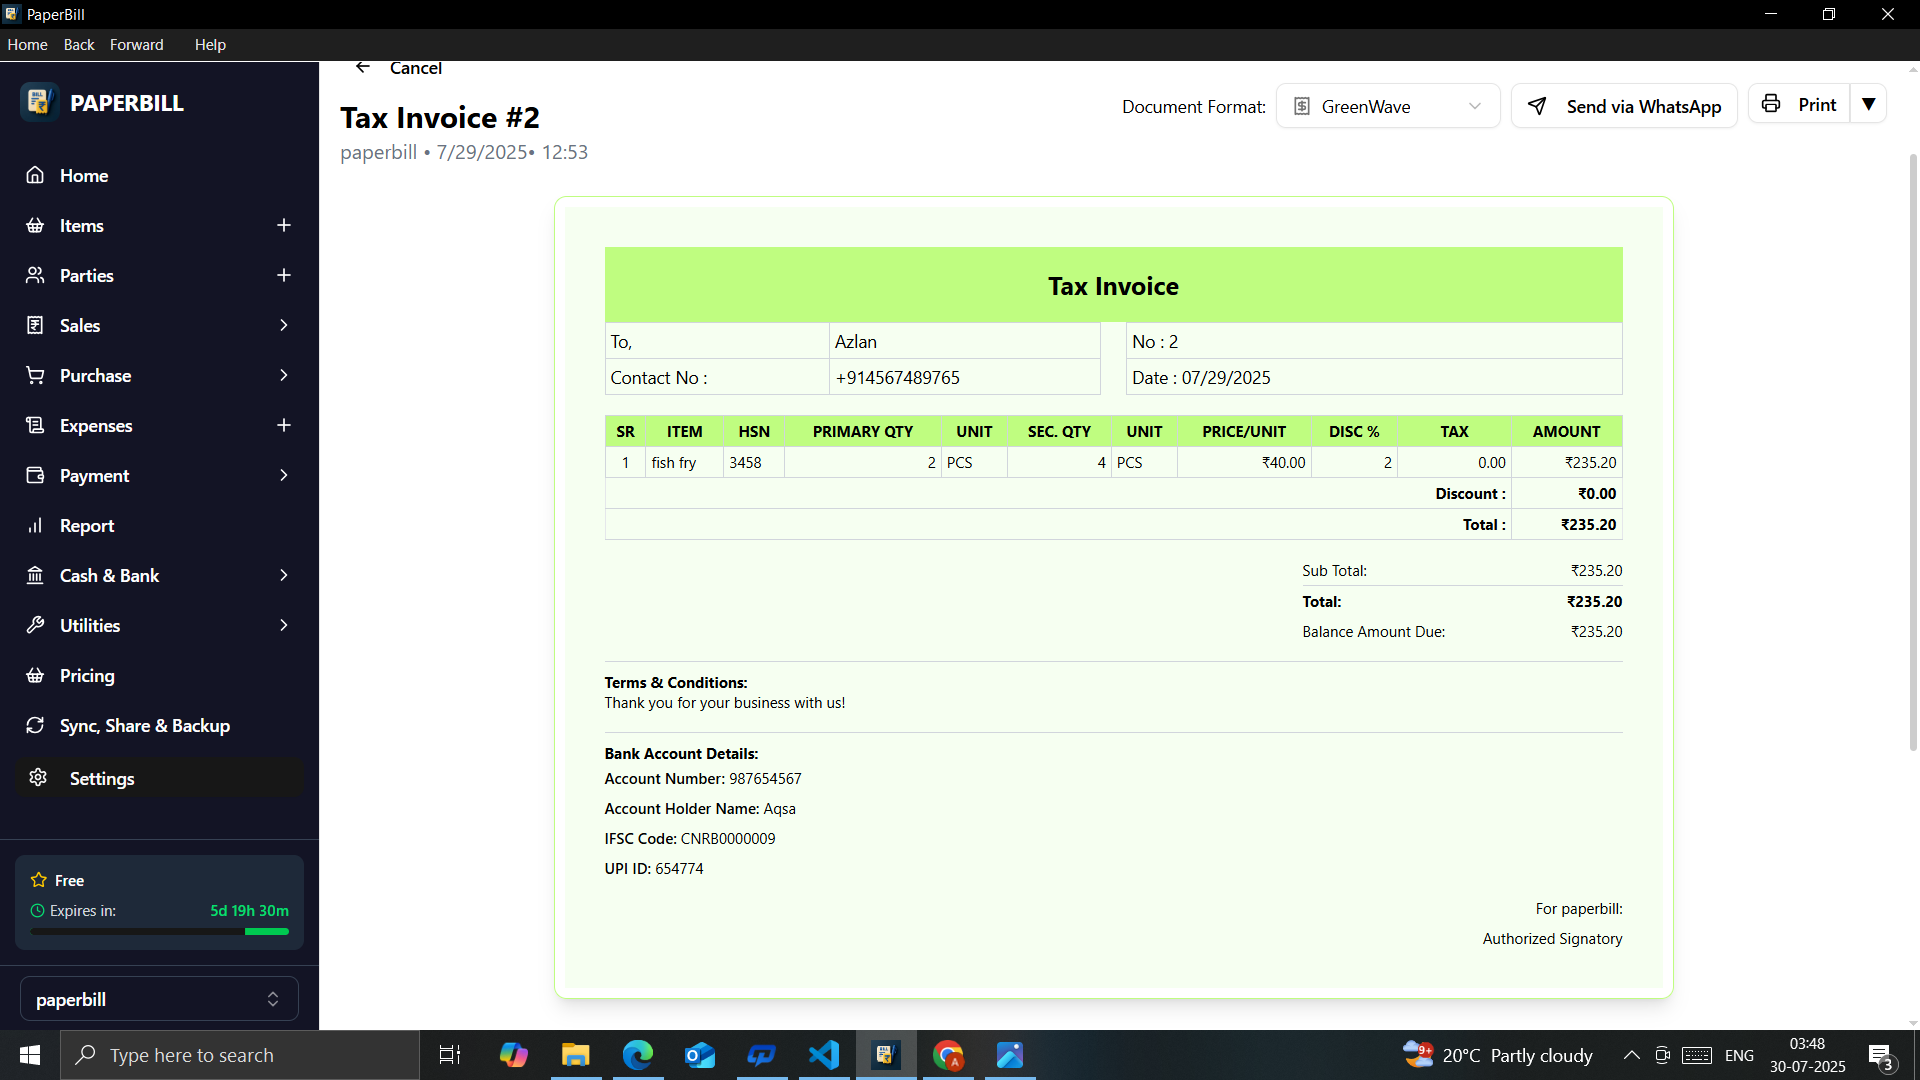 PaperBill
Home Back Forward Help
PAPERBILL
Home
Items
Parties
Sales
Purchase
Expenses
Payment
Report
Cash & Bank
Utilities
Pricing
Sync, Share & Backup
Settings
Free
Expires in: 5d 19h 30m
paperbill
Cancel
Tax Invoice #2
paperbill • 7/29/2025• 12:53
Document Format: GreenWave Send via WhatsApp Print
Tax Invoice
To, Azlan No : 2
Contact No : +914567489765 Date : 07/29/2025
SR ITEM HSN PRIMARY QTY UNIT SEC. QTY UNIT PRICE/UNIT DISC % TAX AMOUNT
1 fish fry 3458 2 PCS 4 PCS ₹40.00 2 0.00 ₹235.20
Discount : ₹0.00
Total : ₹235.20
Sub Total: ₹235.20
Total: ₹235.20
Balance Amount Due: ₹235.20
Terms & Conditions:
Thank you for your business with us!
Bank Account Details:
Account Number: 987654567
Account Holder Name: Aqsa
IFSC Code: CNRB0000009
UPI ID: 654774
For paperbill:
Authorized Signatory
Type here to search
9+ 20°C Partly cloudy
ENG
03:48
30-07-2025
3